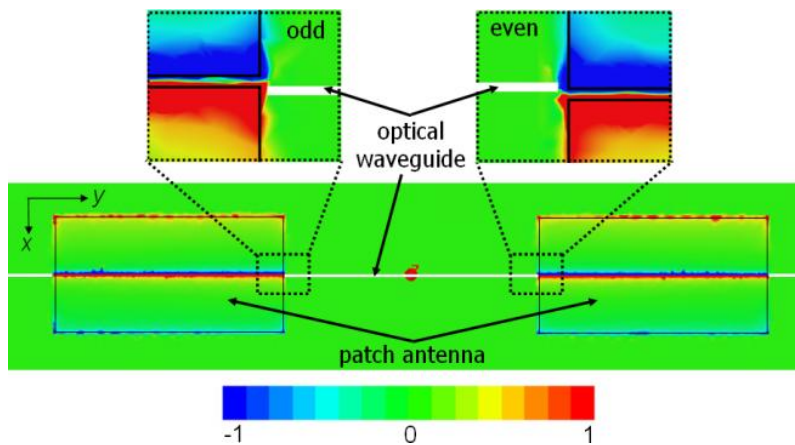 odd
even
optical
waveguide
y
x
patch antenna
-1 0 1